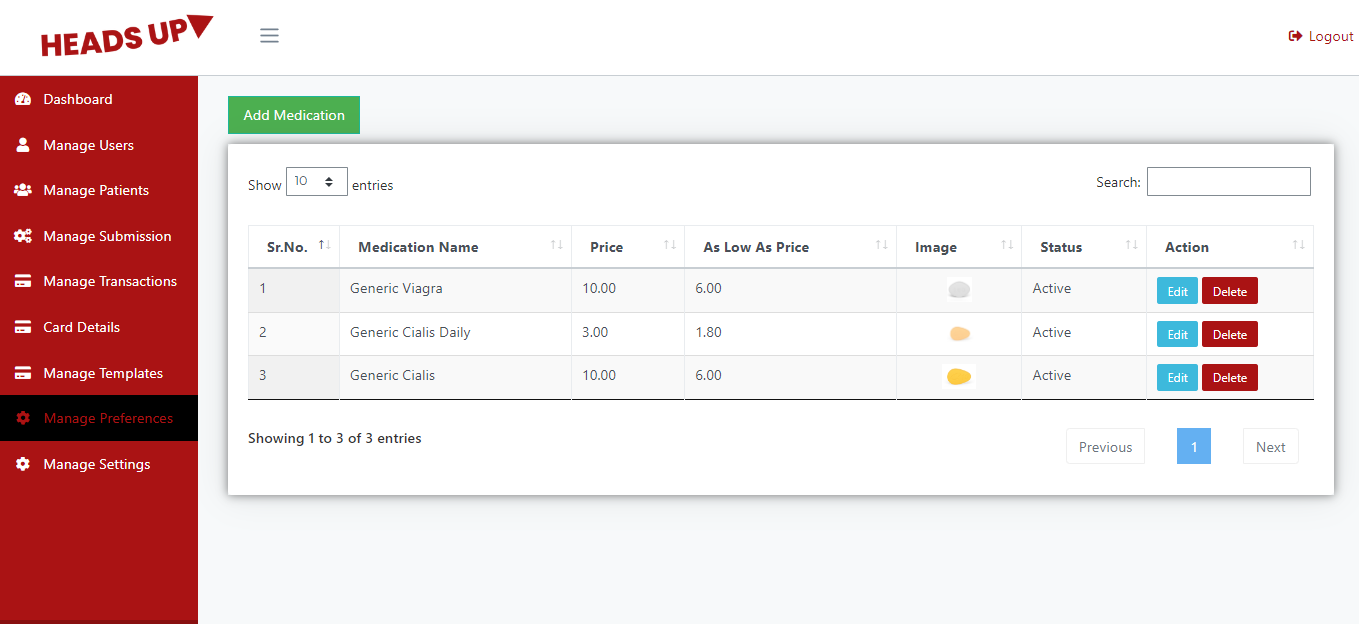 HEADS UP
Logout
Dashboard
Manage Users
Manage Patients
Manage Submission
Manage Transactions
Card Details
Manage Templates
Manage Preferences
Manage Settings
Add Medication
Show 10 entries
Search:
Sr.No. Medication Name Price As Low As Price Image Status Action
1 Generic Viagra 10.00 6.00 Active Edit Delete
2 Generic Cialis Daily 3.00 1.80 Active Edit Delete
3 Generic Cialis 10.00 6.00 Active Edit Delete
Showing 1 to 3 of 3 entries
Previous 1 Next